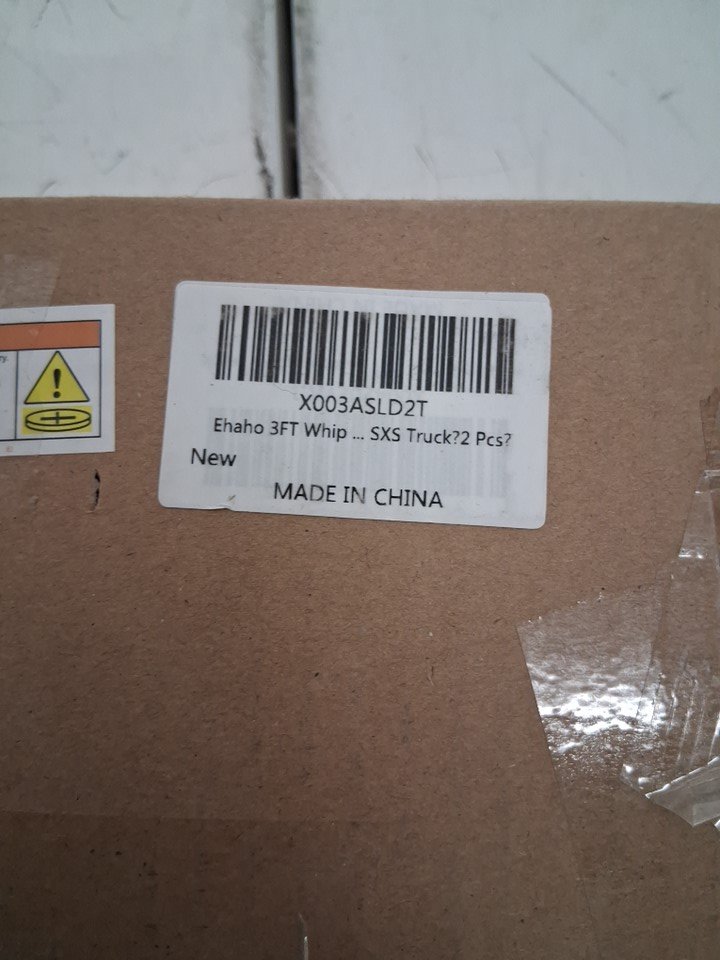 X003ASLD2T
Ehaho 3FT Whip ... SXS Truck?2 Pcs?
New
MADE IN CHINA